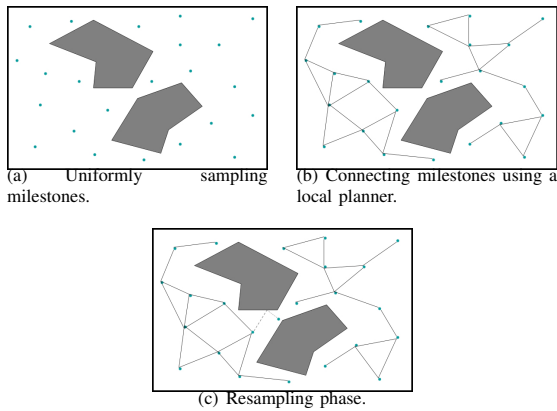 (a) Uniformly sampling
milestones.
(b) Connecting milestones using a
local planner.
(c) Resampling phase.